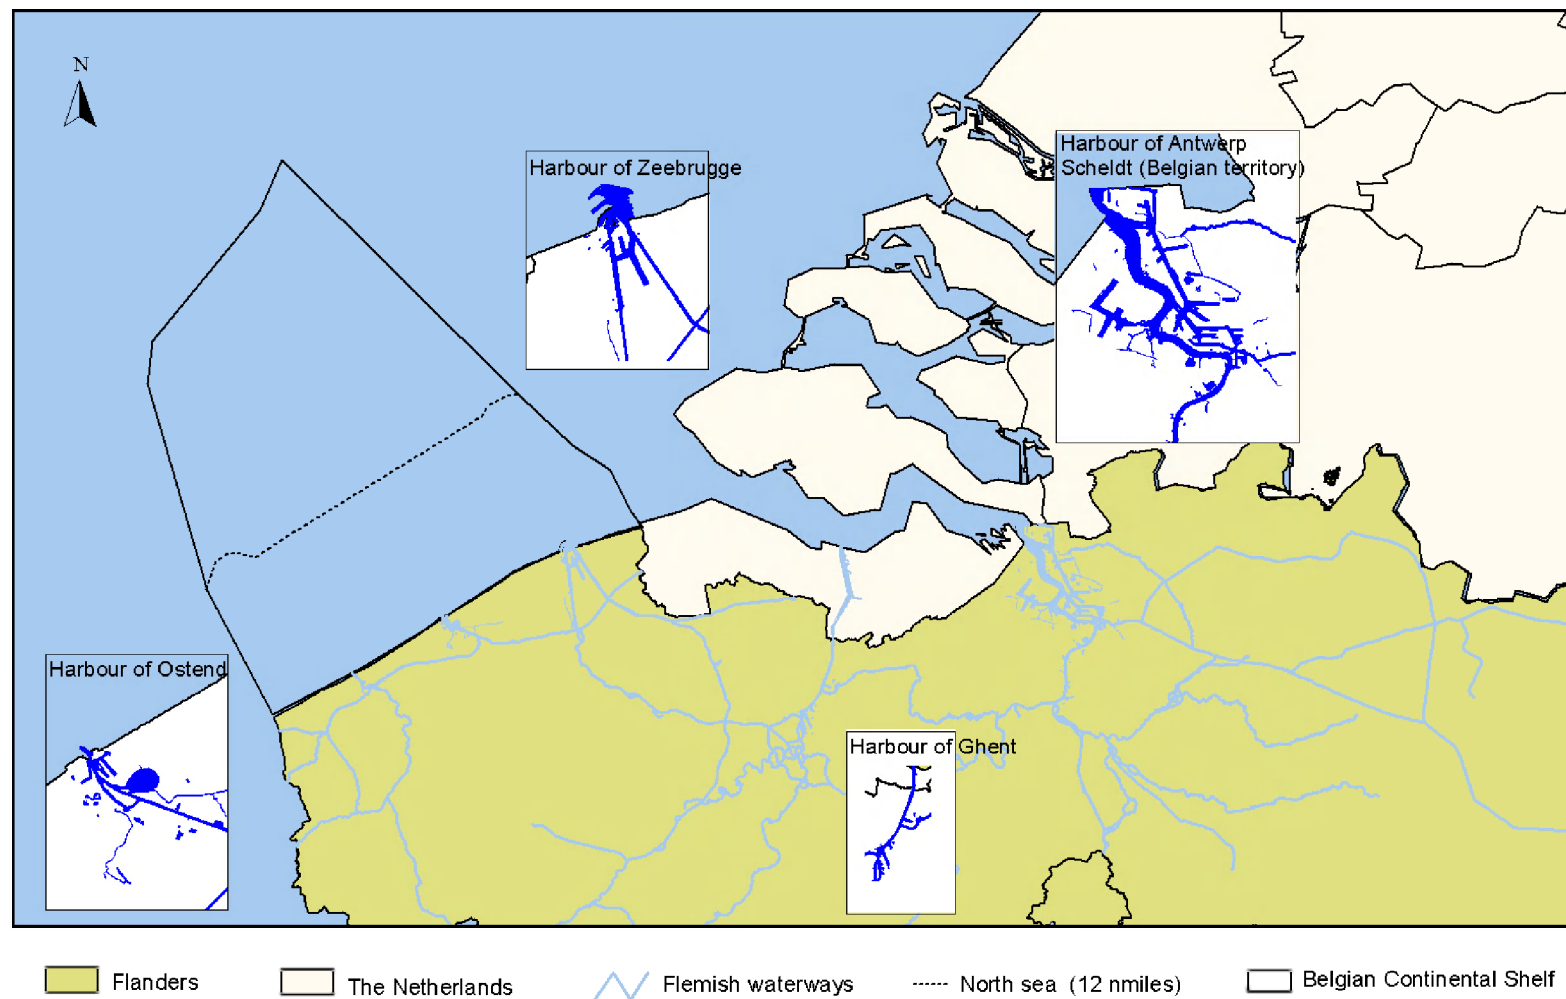 N
Harbour of Zeebrugge
Harbour of Antwerp
Scheldt (Belgian territory)
Harbour of Ostend
Harbour of Ghent
Flanders
The Netherlands
Flemish waterways
North sea (12 nmiles)
Belgian Continental Shelf